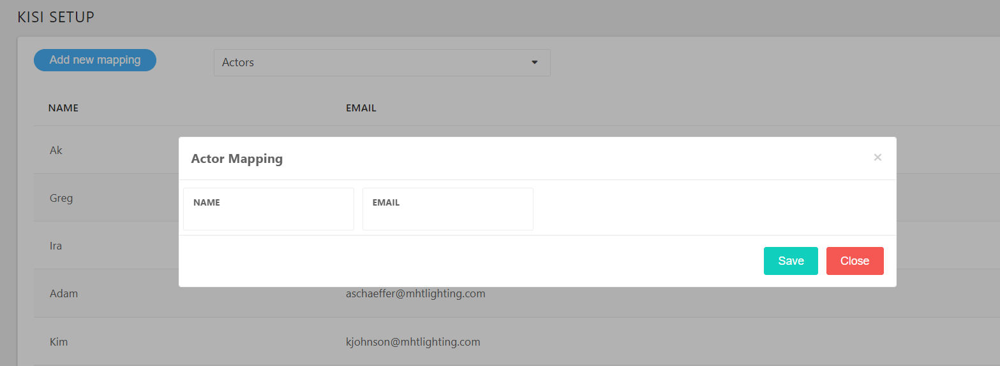 KISI SETUP
Add new mapping
Actors
NAME EMAIL
Ak
Actor Mapping ×
Greg
NAME EMAIL
Ira
Save Close
Adam aschaeffer@mhtlighting.com
Kim kjohnson@mhtlighting.com